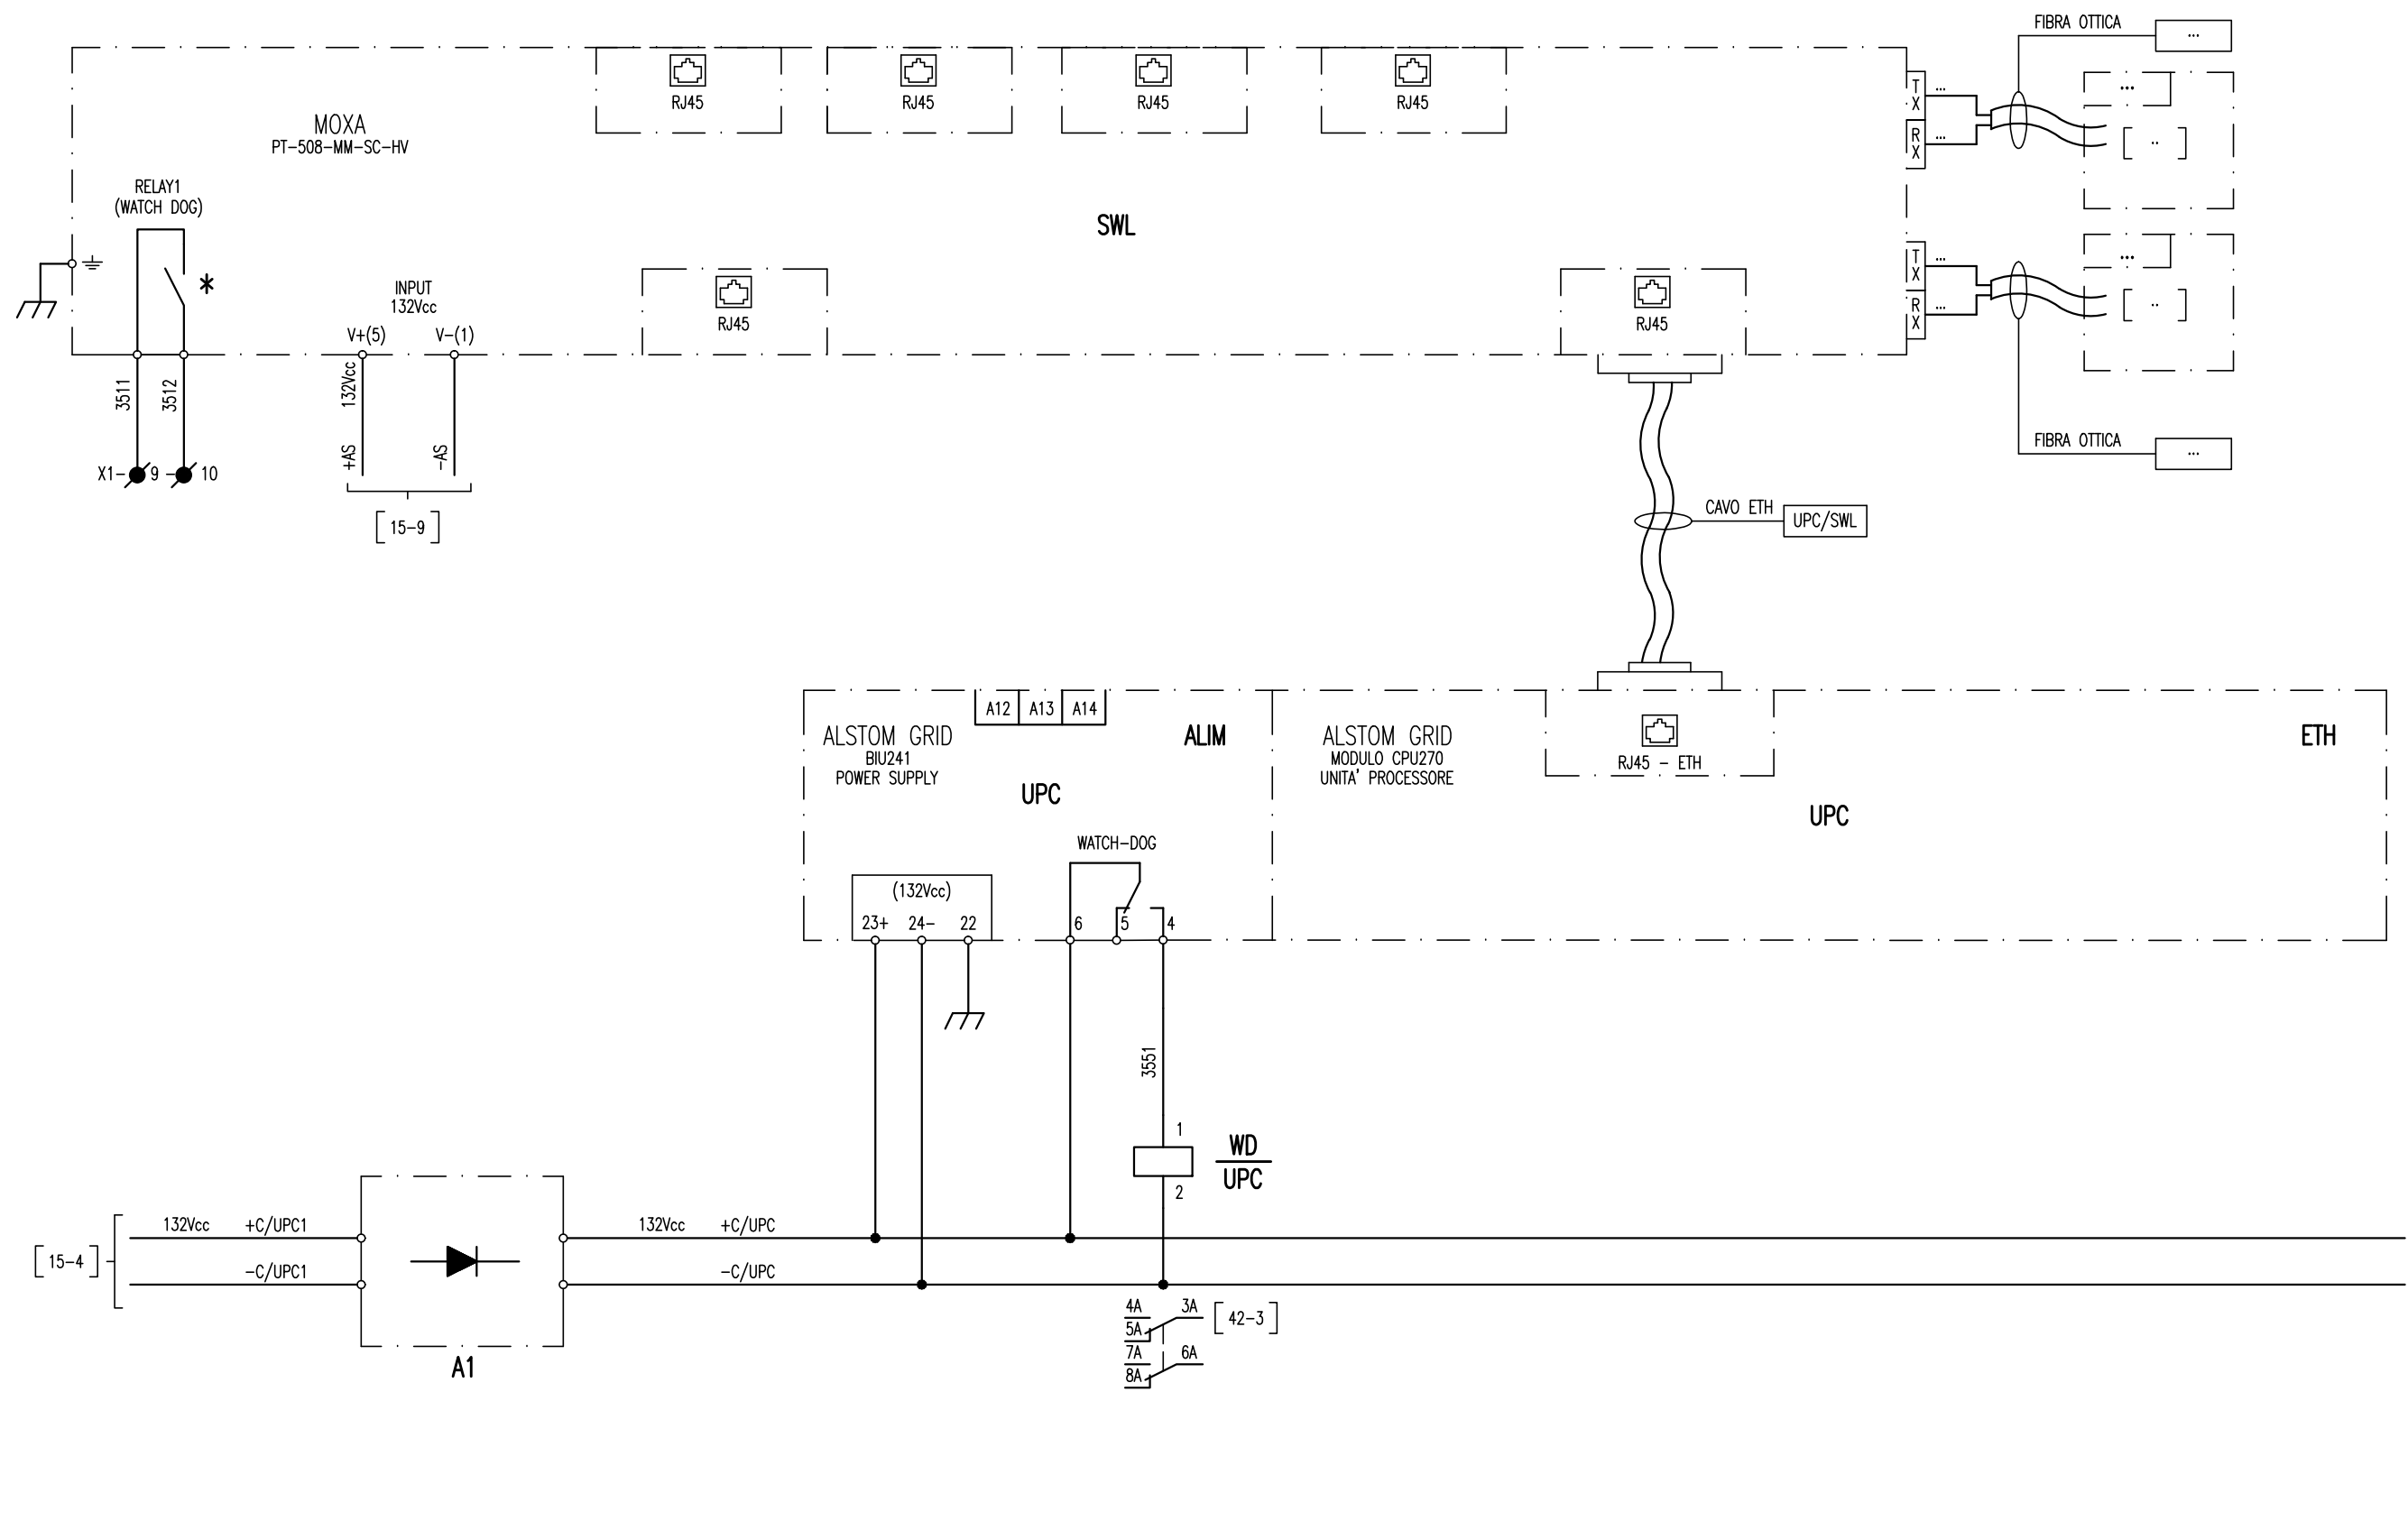 FIBRA OTTICA
...
RJ45
RJ45
RJ45
RJ45
MOXA
PT-508-MM-SC-HV
TX
...
RX
...
...
[ .. ]
RELAY1
(WATCH DOG)
SWL
*
INPUT
132Vcc
V+(5)
V-(1)
RJ45
RJ45
TX
...
RX
...
...
[ .. ]
3511
3512
132Vcc
+AS
-AS
X1-
9
-
10
[15-9]
FIBRA OTTICA
...
CAVO ETH
UPC/SWL
A12
A13
A14
ALSTOM GRID
BIU241
POWER SUPPLY
ALIM
UPC
ALSTOM GRID
MODULO CPU270
UNITA' PROCESSORE
RJ45 - ETH
ETH
UPC
WATCH-DOG
(132Vcc)
23+
24-
22
6
5
4
3551
1
WD
UPC
2
[15-4]
132Vcc
+C/UPC1
-C/UPC1
132Vcc
+C/UPC
-C/UPC
A1
4A
3A
[42-3]
5A
7A
6A
8A